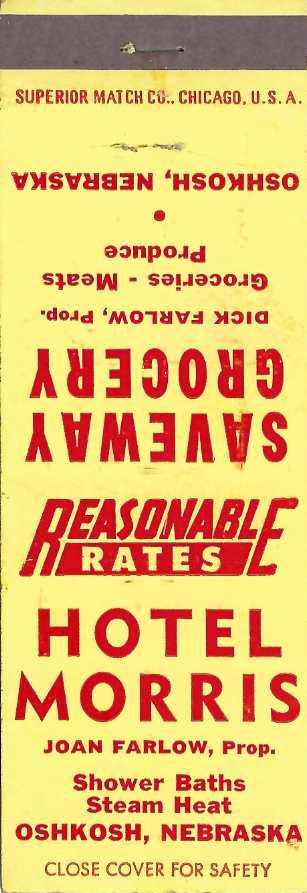 SUPERIOR MATCH CO., CHICAGO, U.S.A.
SAVEWAY
GROCERY
DICK FARLOW, Prop.
Groceries - Meats
Produce
•
OSHKOSH, NEBRASKA
REASONABLE
RATES
HOTEL
MORRIS
JOAN FARLOW, Prop.
Shower Baths
Steam Heat
OSHKOSH, NEBRASKA
CLOSE COVER FOR SAFETY